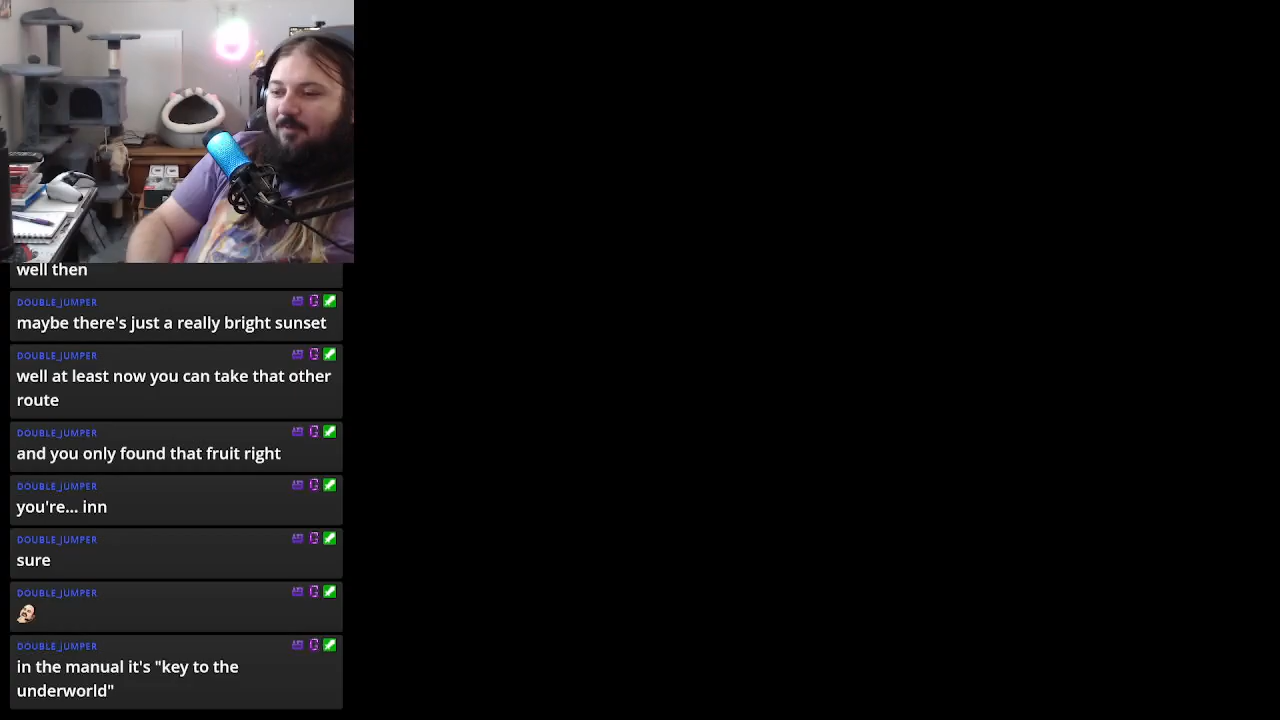 well then
DOUBLE_JUMPER
maybe there's just a really bright sunset
DOUBLE_JUMPER
well at least now you can take that other
route
DOUBLE_JUMPER
and you only found that fruit right
DOUBLE_JUMPER
you're... inn
DOUBLE_JUMPER
sure
DOUBLE_JUMPER
DOUBLE_JUMPER
in the manual it's "key to the
underworld"